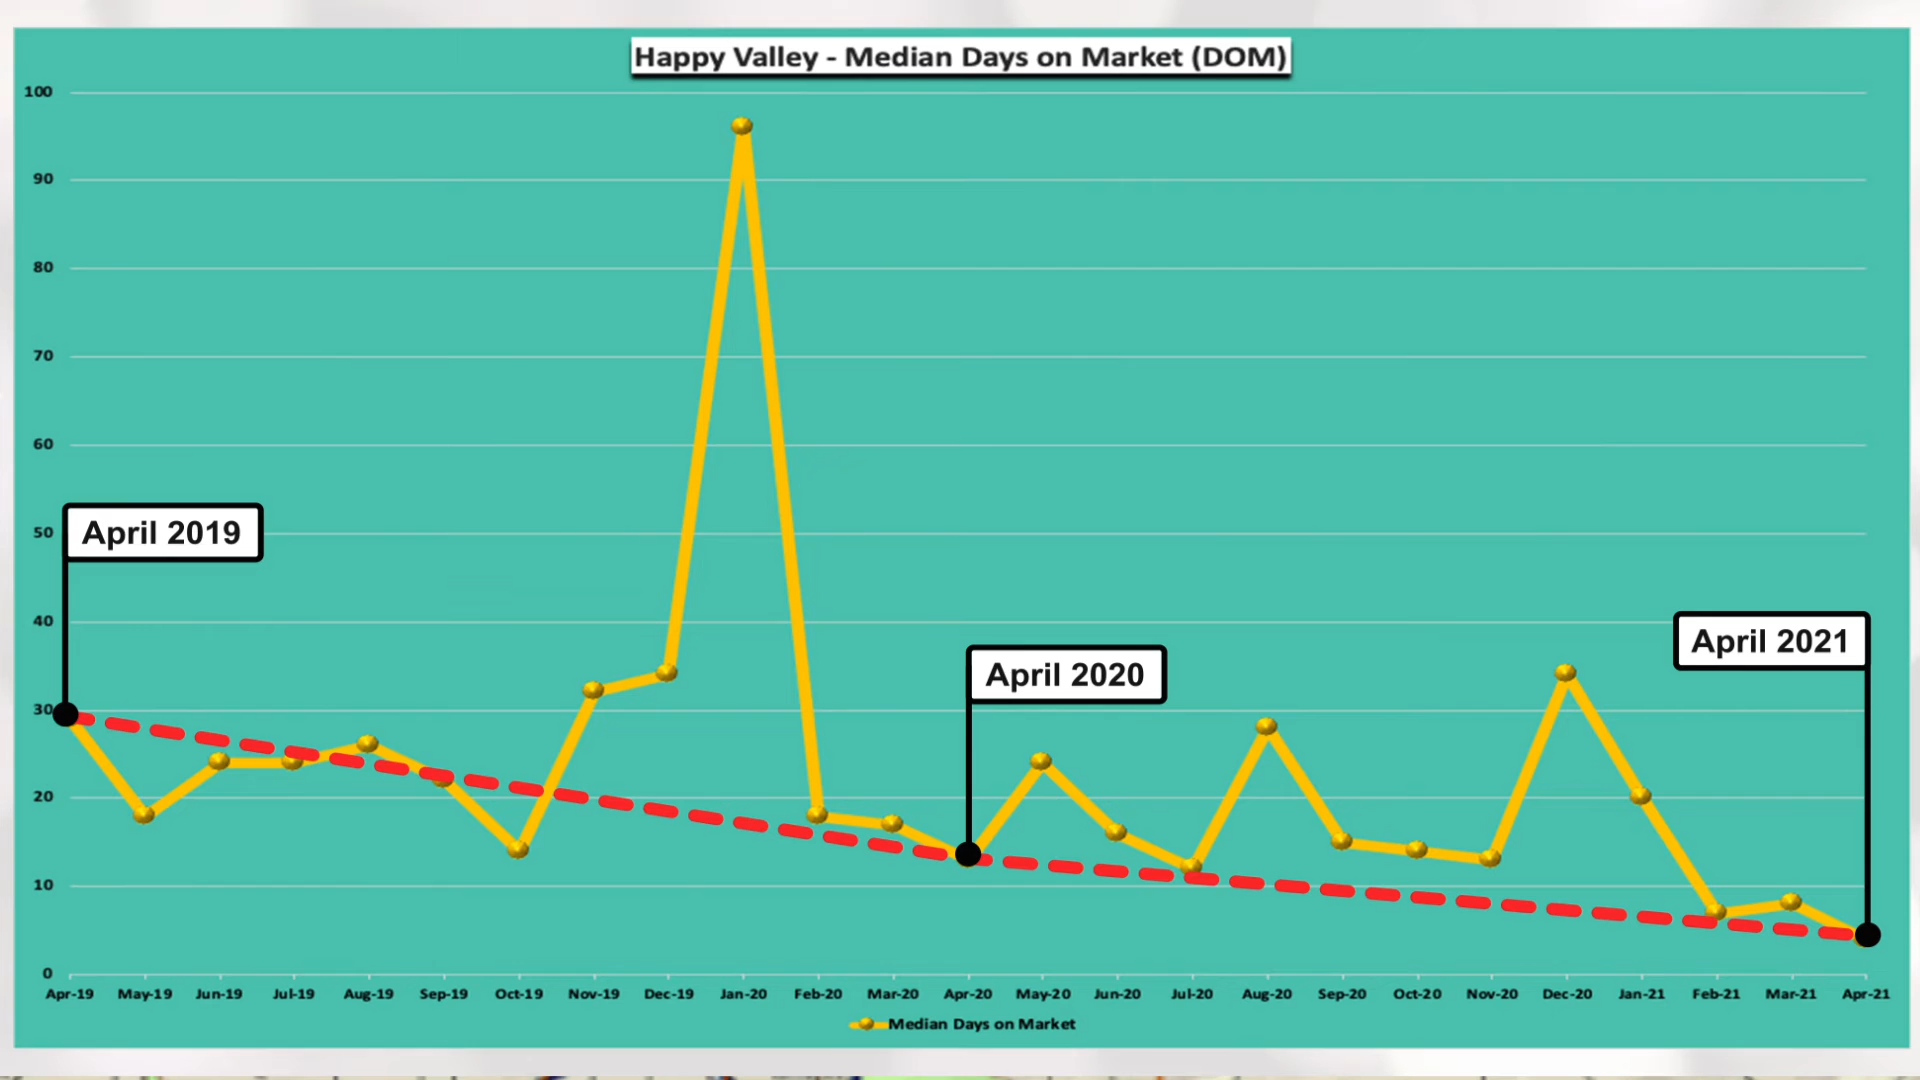 Happy Valley - Median Days on Market (DOM)
100
90
80
70
60
50
40
30
20
10
0
April 2019
April 2020
April 2021
Apr-19 May-19 Jun-19 Jul-19 Aug-19 Sep-19 Oct-19 Nov-19 Dec-19 Jan-20 Feb-20 Mar-20 Apr-20 May-20 Jun-20 Jul-20 Aug-20 Sep-20 Oct-20 Nov-20 Dec-20 Jan-21 Feb-21 Mar-21 Apr-21
Median Days on Market